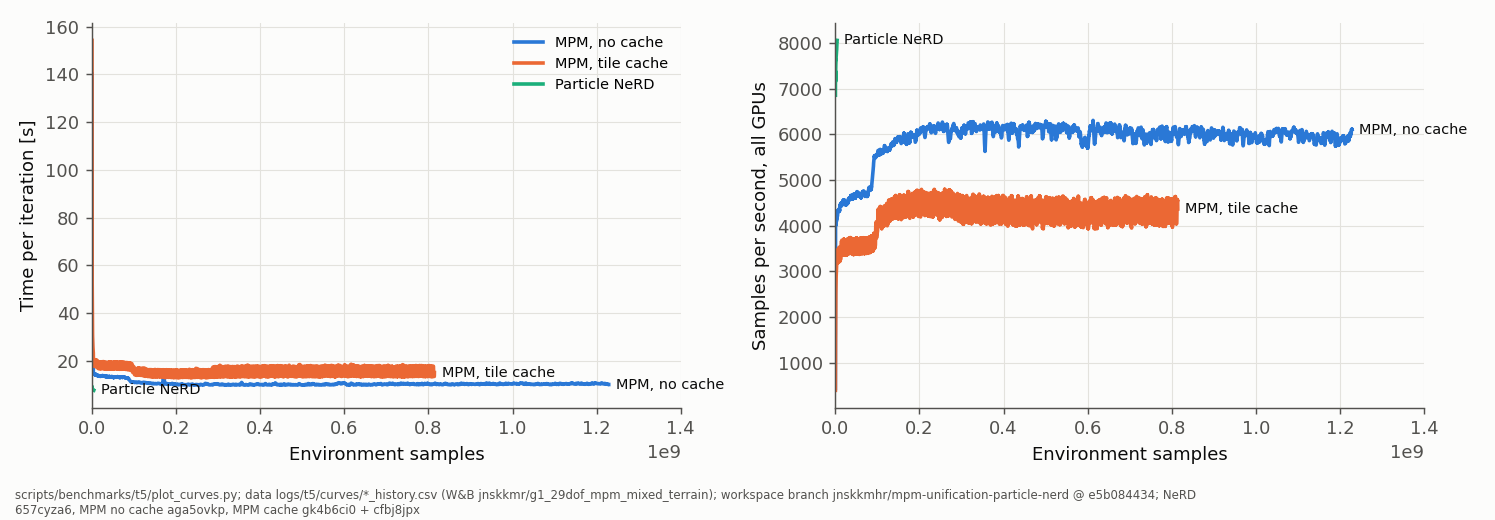 160
140
120
100
80
60
40
20
Time per iteration [s]
MPM, no cache
MPM, tile cache
Particle NeRD
MPM, tile cache
MPM, no cache
Particle NeRD
0.0 0.2 0.4 0.6 0.8 1.0 1.2 1.4
1e9
Environment samples
8000
7000
6000
5000
4000
3000
2000
1000
Samples per second, all GPUs
Particle NeRD
MPM, no cache
MPM, tile cache
0.0 0.2 0.4 0.6 0.8 1.0 1.2 1.4
1e9
Environment samples
scripts/benchmarks/t5/plot_curves.py; data logs/t5/curves/*_history.csv (W&B jnskkmr/g1_29dof_mpm_mixed_terrain); workspace branch jnskkmhr/mpm-unification-particle-nerd @ e5b084434; NeRD
657cyza6, MPM no cache aga5ovkp, MPM cache gk4b6ci0 + cfbj8jpx